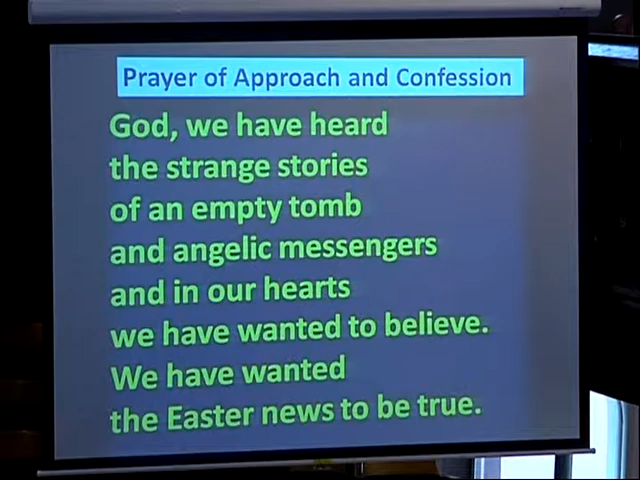 Prayer of Approach and Confession
God, we have heard
the strange stories
of an empty tomb
and angelic messengers
and in our hearts
we have wanted to believe.
We have wanted
the Easter news to be true.